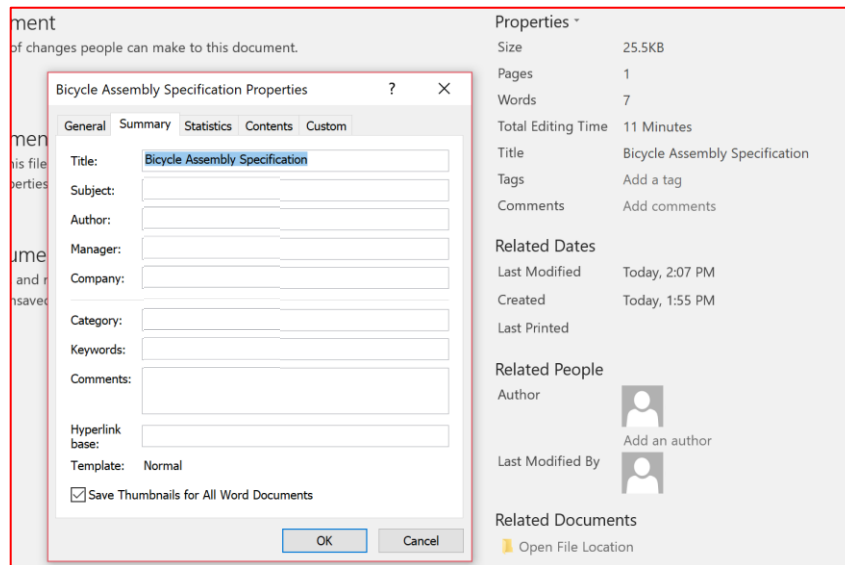 ment
of changes people can make to this document.
men
his file
perties
ume
and r
nsaved
Bicycle Assembly Specification Properties ? X
General Summary Statistics Contents Custom
Title: Bicycle Assembly Specification
Subject:
Author:
Manager:
Company:
Category:
Keywords:
Comments:
Hyperlink
base:
Template: Normal
Save Thumbnails for All Word Documents
OK Cancel
Properties
Size 25.5KB
Pages 1
Words 7
Total Editing Time 11 Minutes
Title Bicycle Assembly Specification
Tags Add a tag
Comments Add comments
Related Dates
Last Modified Today, 2:07 PM
Created Today, 1:55 PM
Last Printed
Related People
Author
Add an author
Last Modified By
Related Documents
Open File Location